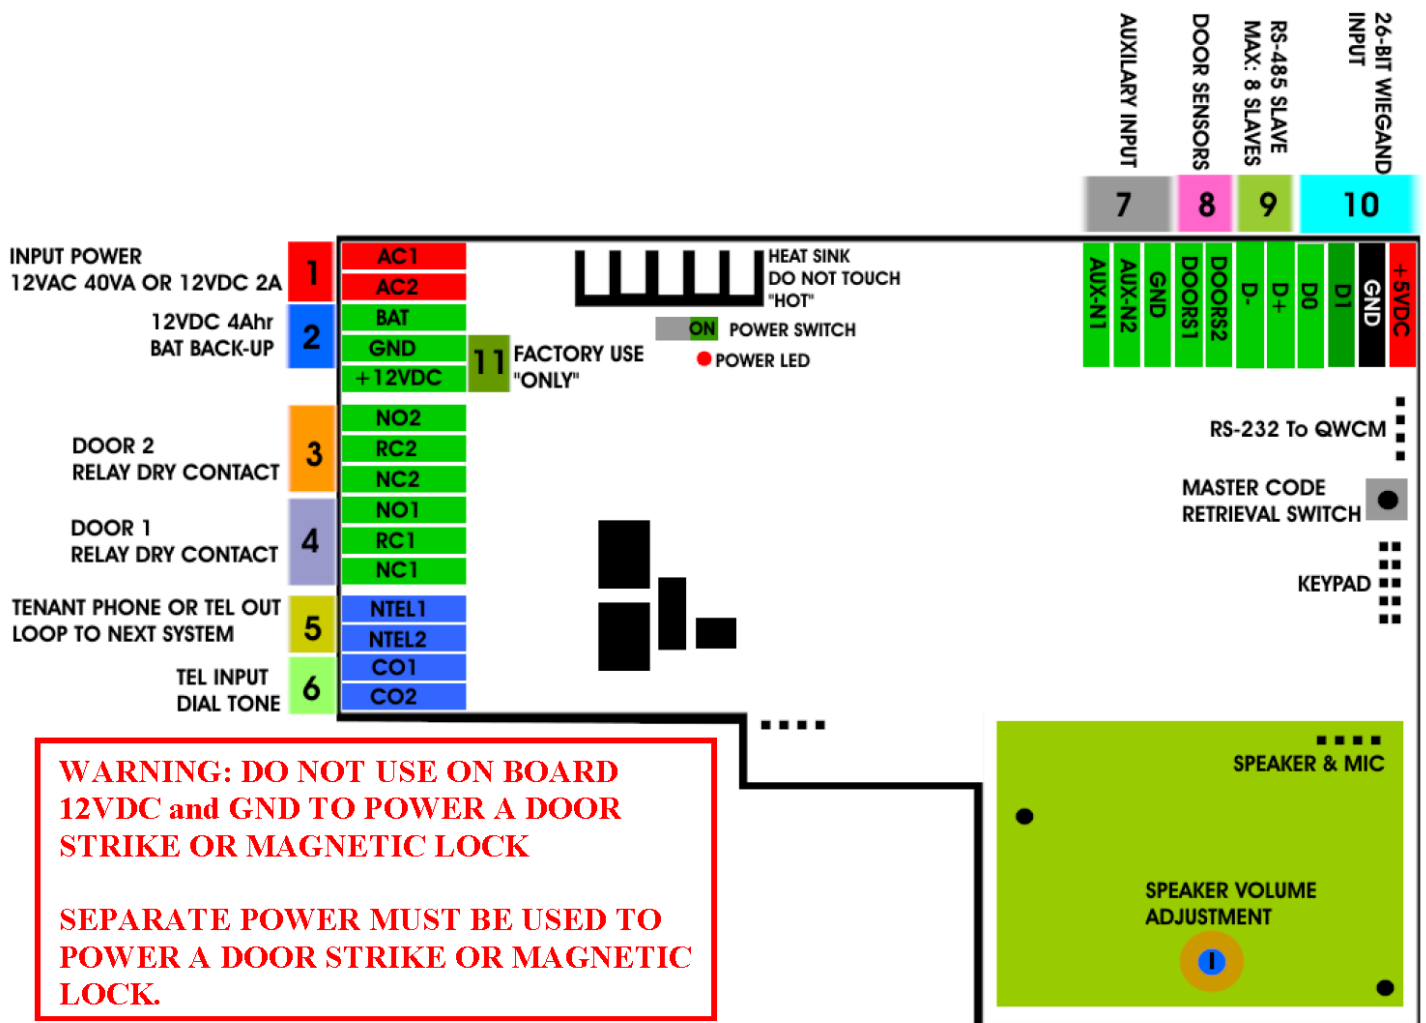 AUXILARY INPUT
DOOR SENSORS
RS-485 SLAVE
MAX: 8 SLAVES
26-BIT WIEGAND
INPUT
7
8
9
10
INPUT POWER
12VAC 40VA OR 12VDC 2A
1
AC1
AC2
12VDC 4Ahr
BAT BACK-UP
2
BAT
GND
+12VDC
11
FACTORY USE
"ONLY"
HEAT SINK
DO NOT TOUCH
"HOT"
ON
POWER SWITCH
POWER LED
AUX-N1
AUX-N2
GND
DOORS1
DOORS2
D-
D+
D0
D1
GND
+5VDC
DOOR 2
RELAY DRY CONTACT
3
NO2
RC2
NC2
DOOR 1
RELAY DRY CONTACT
4
NO1
RC1
NC1
TENANT PHONE OR TEL OUT
LOOP TO NEXT SYSTEM
5
NTEL1
NTEL2
TEL INPUT
DIAL TONE
6
CO1
CO2
RS-232 To QWCM
MASTER CODE
RETRIEVAL SWITCH
KEYPAD
SPEAKER & MIC
SPEAKER VOLUME
ADJUSTMENT
WARNING: DO NOT USE ON BOARD
12VDC and GND TO POWER A DOOR
STRIKE OR MAGNETIC LOCK
SEPARATE POWER MUST BE USED TO
POWER A DOOR STRIKE OR MAGNETIC
LOCK.